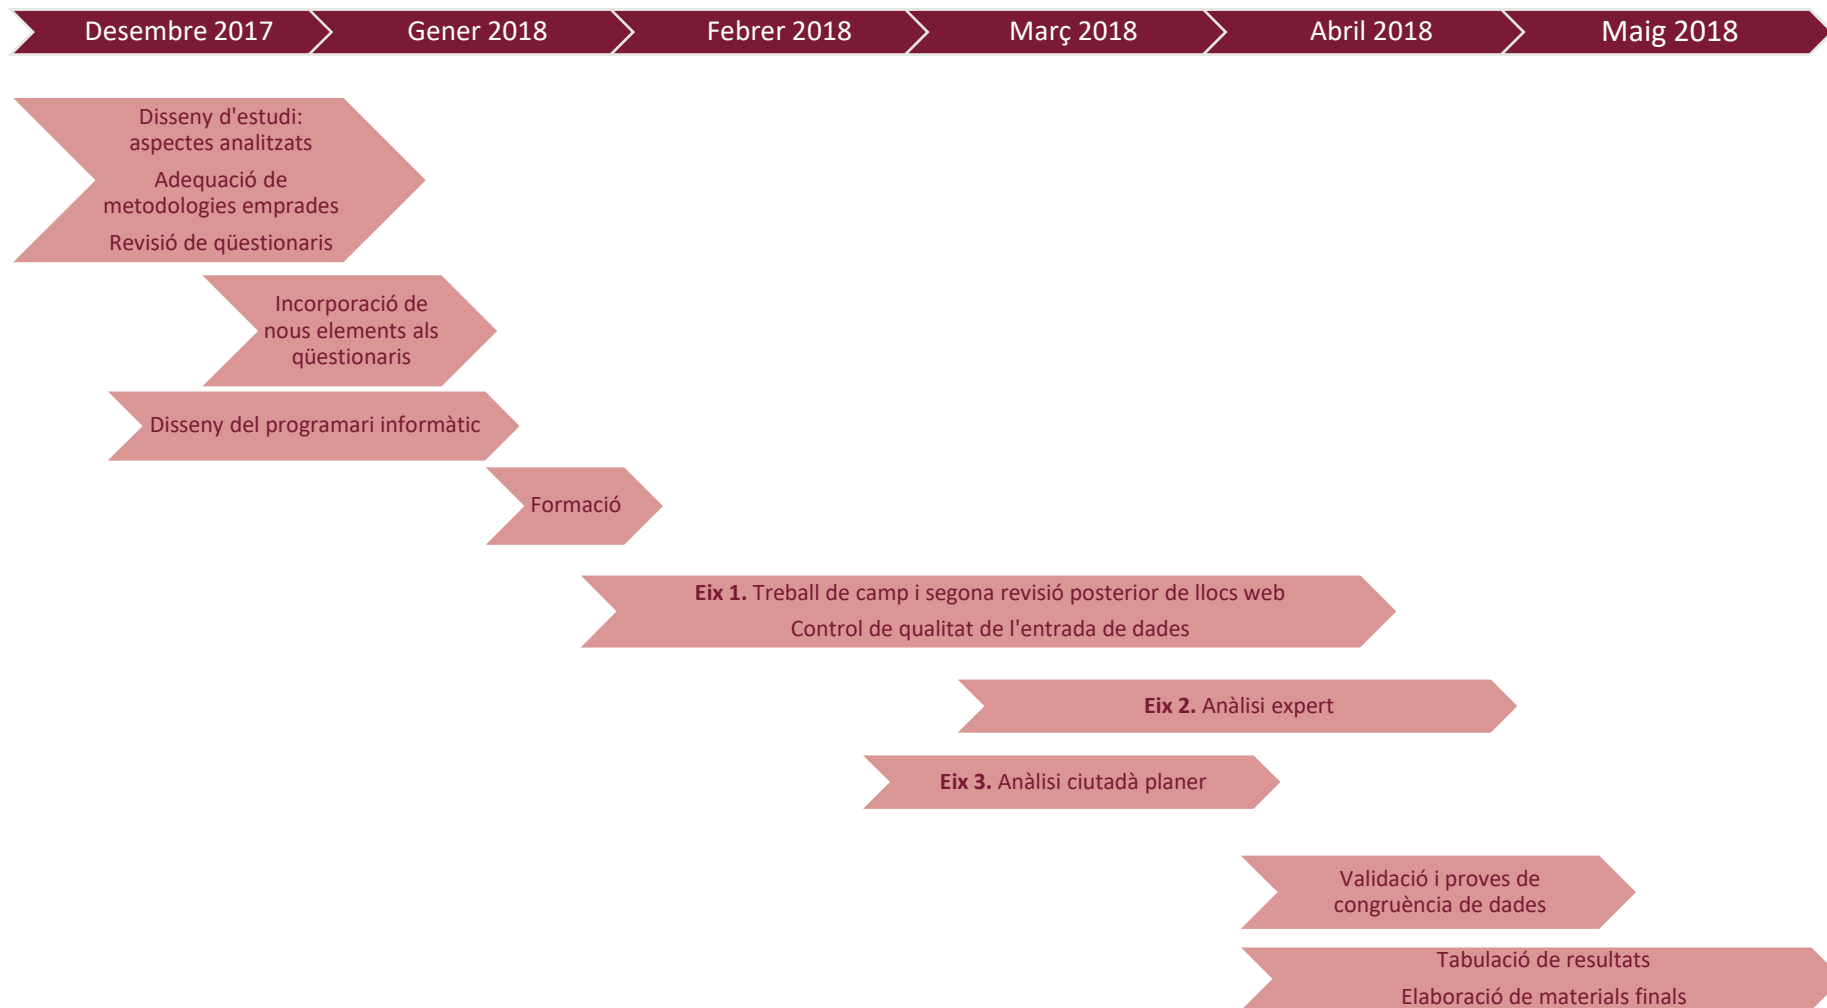 Desembre 2017
Gener 2018
Febrer 2018
Març 2018
Abril 2018
Maig 2018
Disseny d'estudi:
aspectes analitzats
Adequació de
metodologies emprades
Revisió de qüestionaris
Incorporació de
nous elements als
qüestionaris
Disseny del programari informàtic
Formació
Eix 1. Treball de camp i segona revisió posterior de llocs web
Control de qualitat de l'entrada de dades
Eix 2. Anàlisi expert
Eix 3. Anàlisi ciutadà planer
Validació i proves de
congruència de dades
Tabulació de resultats
Elaboració de materials finals